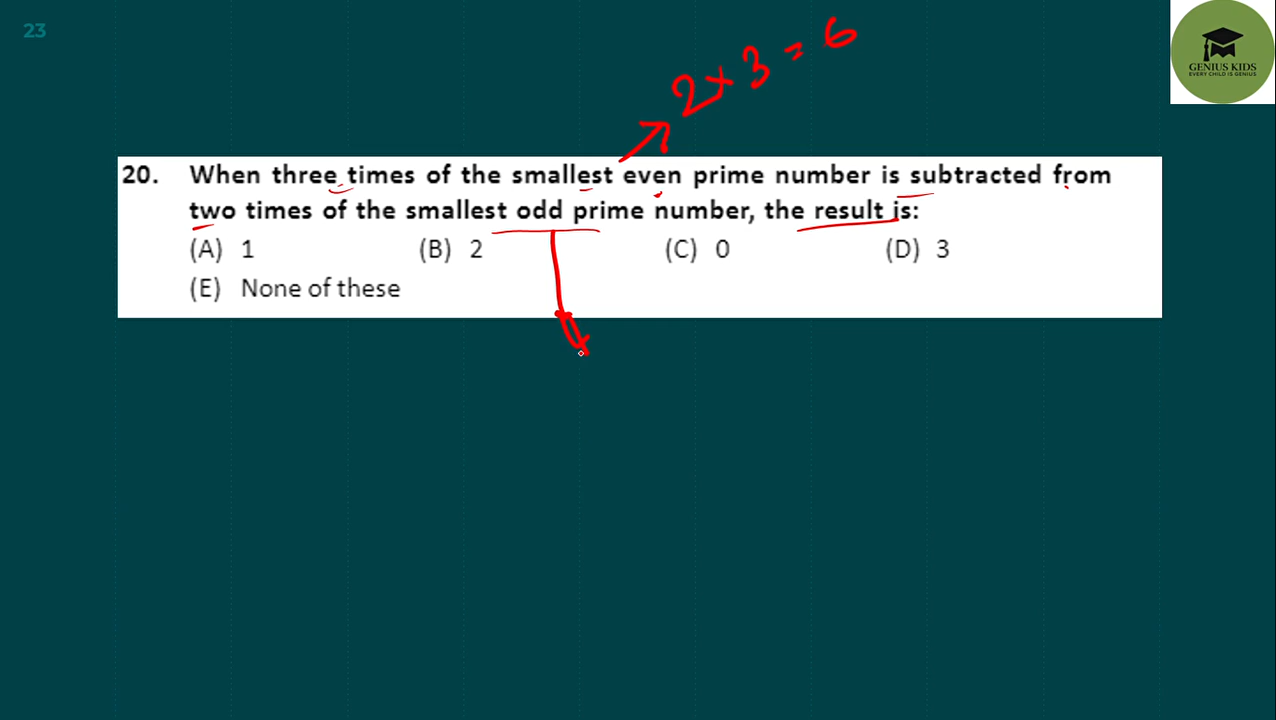 23
2 × 3 = 6
GENIUS KIDS
EVERY CHILD IS GENIUS
20. When three times of the smallest even prime number is subtracted from
two times of the smallest odd prime number, the result is:
(A) 1 (B) 2 (C) 0 (D) 3
(E) None of these